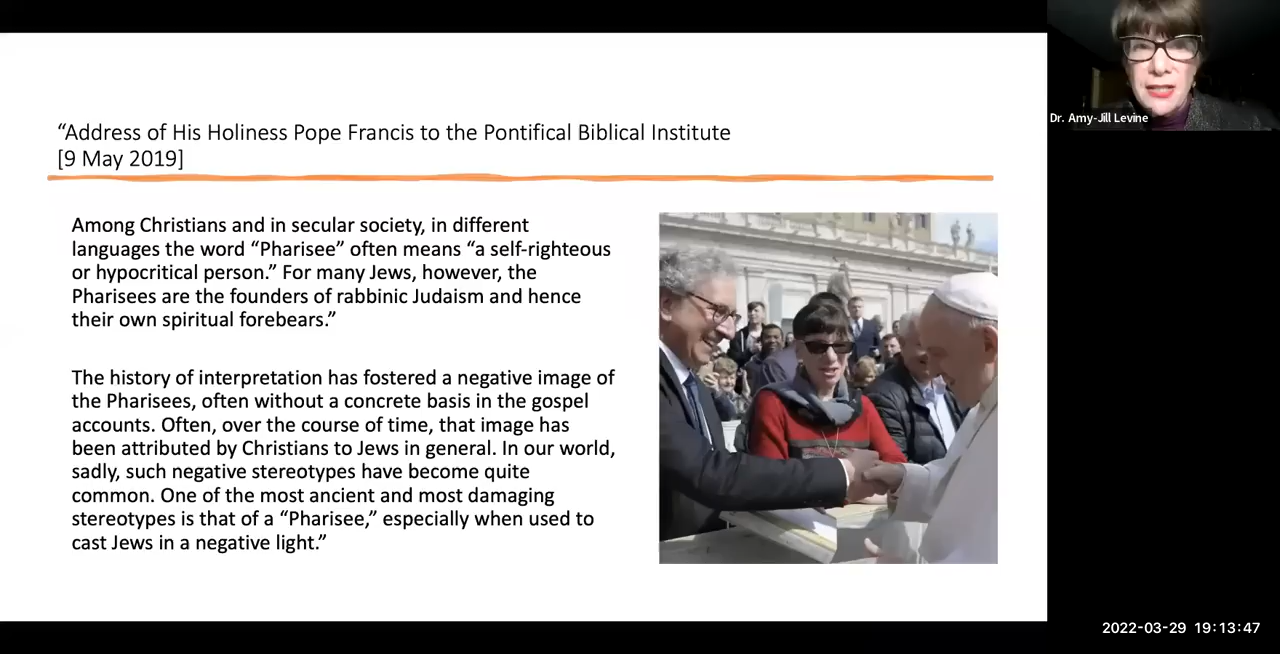 “Address of His Holiness Pope Francis to the Pontifical Biblical Institute
[9 May 2019]
Among Christians and in secular society, in different
languages the word “Pharisee” often means “a self-righteous
or hypocritical person.” For many Jews, however, the
Pharisees are the founders of rabbinic Judaism and hence
their own spiritual forebears.”
The history of interpretation has fostered a negative image of
the Pharisees, often without a concrete basis in the gospel
accounts. Often, over the course of time, that image has
been attributed by Christians to Jews in general. In our world,
sadly, such negative stereotypes have become quite
common. One of the most ancient and most damaging
stereotypes is that of a “Pharisee,” especially when used to
cast Jews in a negative light.”
Dr. Amy-Jill Levine
2022-03-29 19:13:47